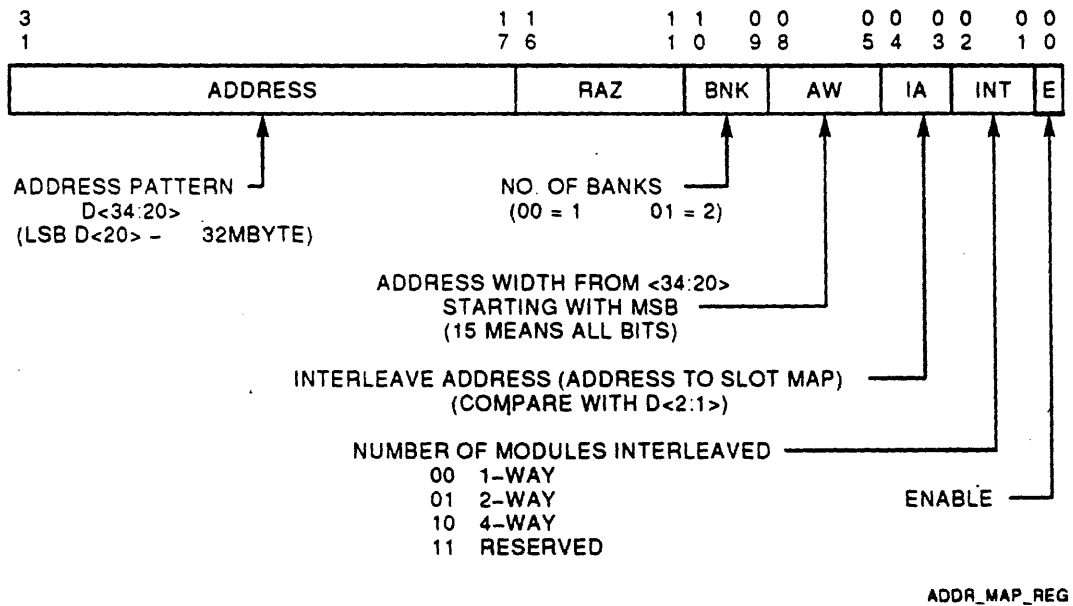 3 1 1 1 1 0 0 0 0 0 0 0 0 0
1 7 6 1 0 9 8 5 4 3 2 1 0
ADDRESS RAZ BNK AW IA INT E
ADDRESS PATTERN
D<34:20>
(LSB D<20> – 32MBYTE)
NO. OF BANKS
(00 = 1 01 = 2)
ADDRESS WIDTH FROM <34:20>
STARTING WITH MSB
(15 MEANS ALL BITS)
INTERLEAVE ADDRESS (ADDRESS TO SLOT MAP)
(COMPARE WITH D<2:1>)
NUMBER OF MODULES INTERLEAVED
00 1–WAY
01 2–WAY
10 4–WAY
11 RESERVED
ENABLE
ADDR_MAP_REG